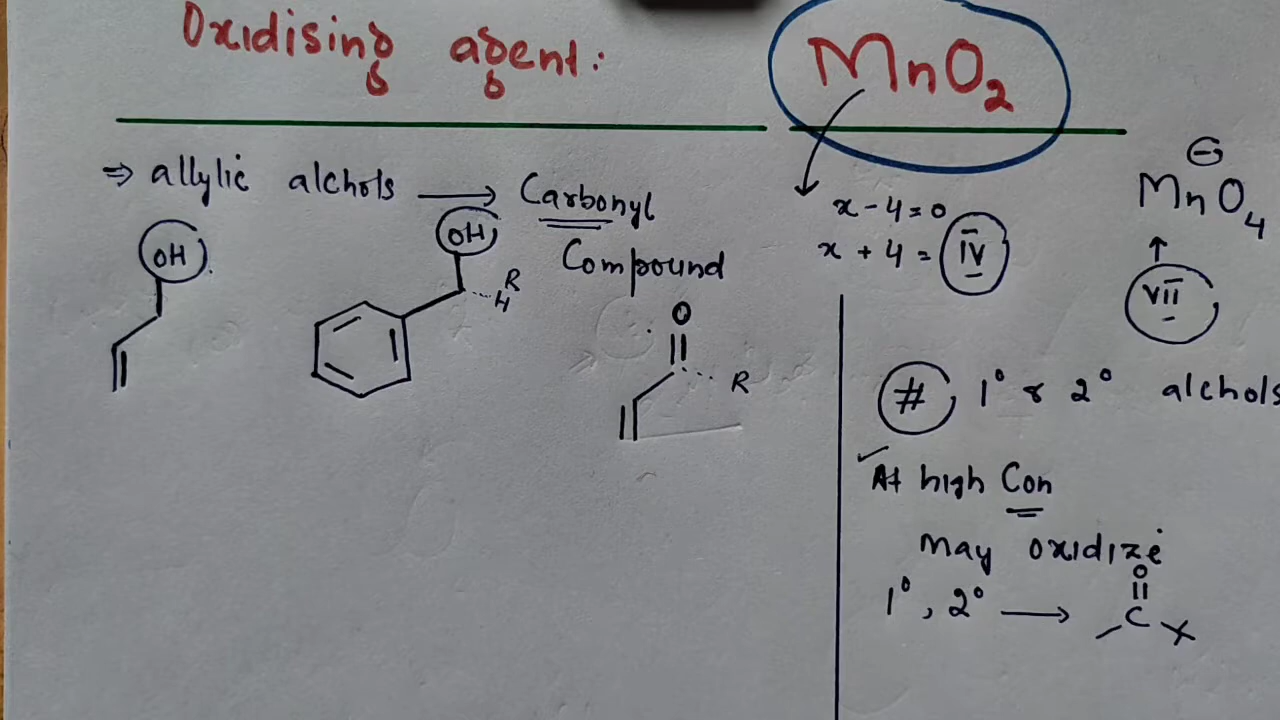 Oxidising agent: MnO2
⇒ allylic alchols ⟶ Carbonyl
Compound
OH
OH
R
H
O
R
x - 4 = 0
x + 4 = IV
MnO4 ⊖
↑
VII
# 1° & 2° alchols
✓ At high Con
may oxidize
1°, 2° ⟶
O
C
X